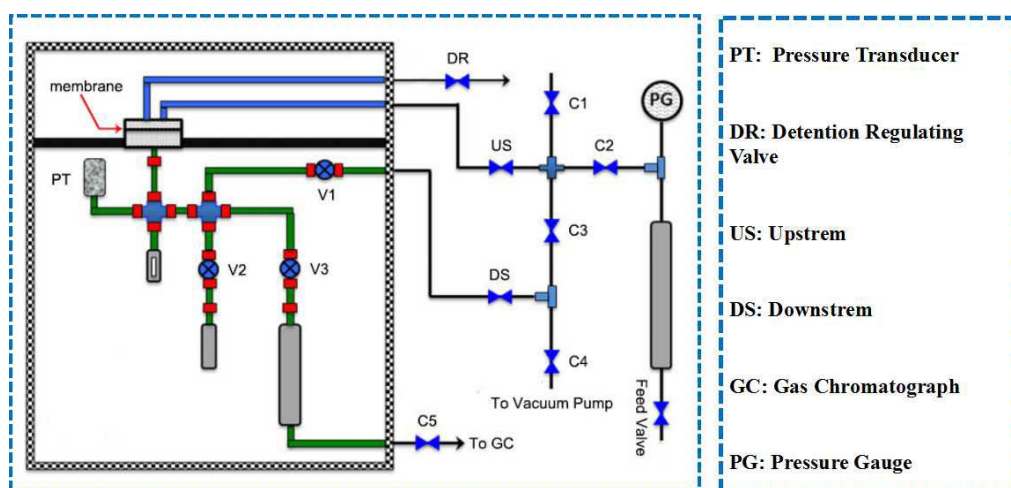 DR
membrane
C1
PG
US
C2
PT
V1
C3
V2
V3
DS
C4
To Vacuum Pump
Feed Valve
C5
To GC
PT: Pressure Transducer
DR: Detention Regulating
Valve
US: Upstrem
DS: Downstrem
GC: Gas Chromatograph
PG: Pressure Gauge